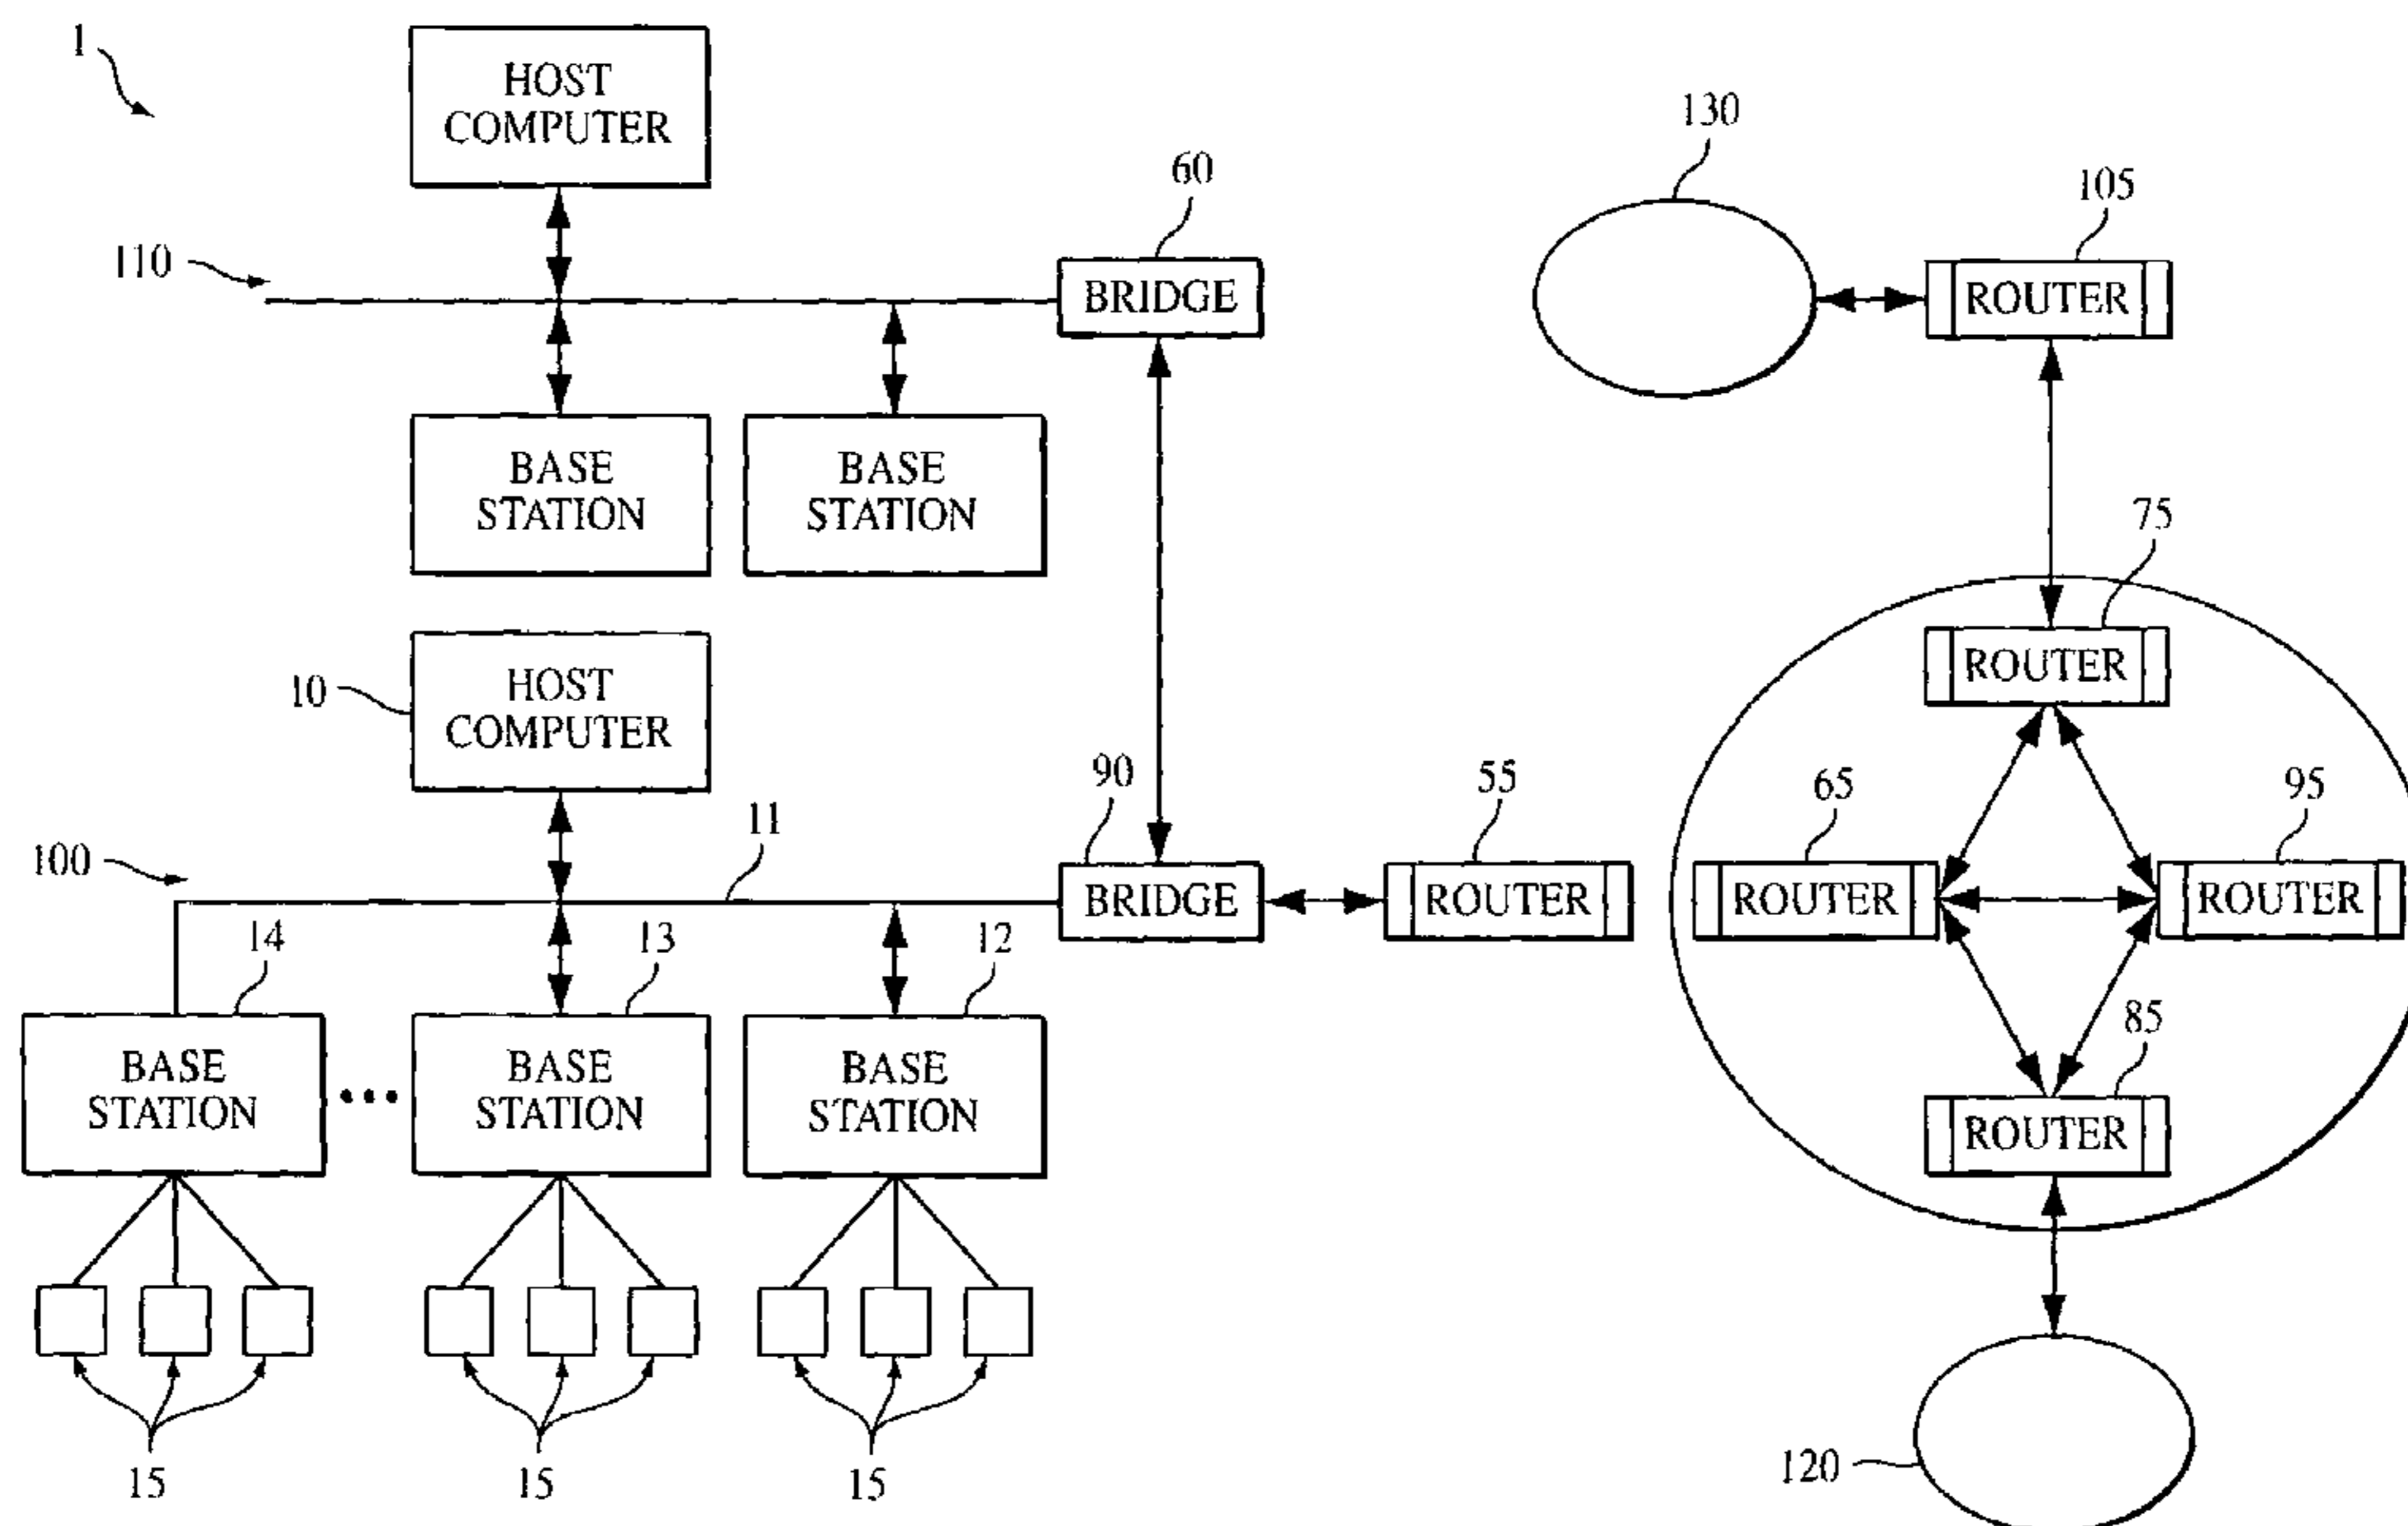 1
HOST
COMPUTER
110
60
BRIDGE
130
105
ROUTER
BASE
STATION
BASE
STATION
75
ROUTER
10
HOST
COMPUTER
100
11
90
BRIDGE
55
ROUTER
65
ROUTER
95
ROUTER
14
BASE
STATION
13
BASE
STATION
12
BASE
STATION
85
ROUTER
15
15
15
120